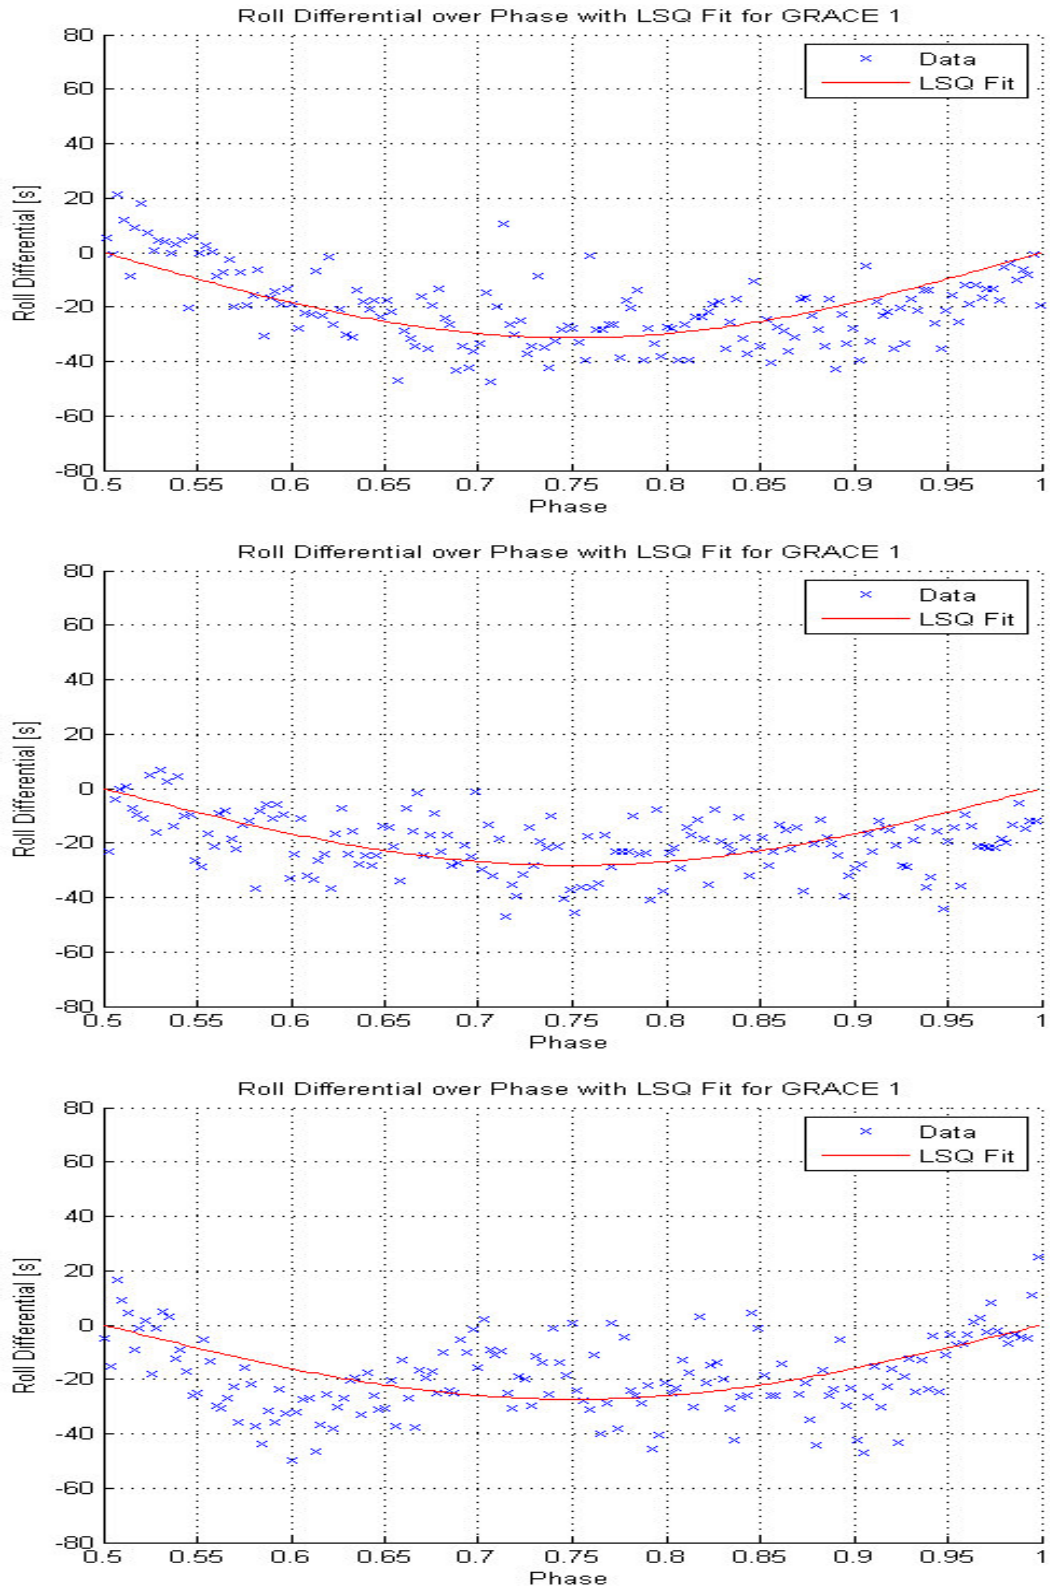 Roll Differential over Phase with LSQ Fit for GRACE 1
80
60
40
20
0
-20
-40
-60
-80
Roll Differential [s]
Data
LSQ Fit
0.5 0.55 0.6 0.65 0.7 0.75 0.8 0.85 0.9 0.95 1
Phase
Roll Differential over Phase with LSQ Fit for GRACE 1
80
60
40
20
0
-20
-40
-60
-80
Roll Differential [s]
Data
LSQ Fit
0.5 0.55 0.6 0.65 0.7 0.75 0.8 0.85 0.9 0.95 1
Phase
Roll Differential over Phase with LSQ Fit for GRACE 1
80
60
40
20
0
-20
-40
-60
-80
Roll Differential [s]
Data
LSQ Fit
0.5 0.55 0.6 0.65 0.7 0.75 0.8 0.85 0.9 0.95 1
Phase